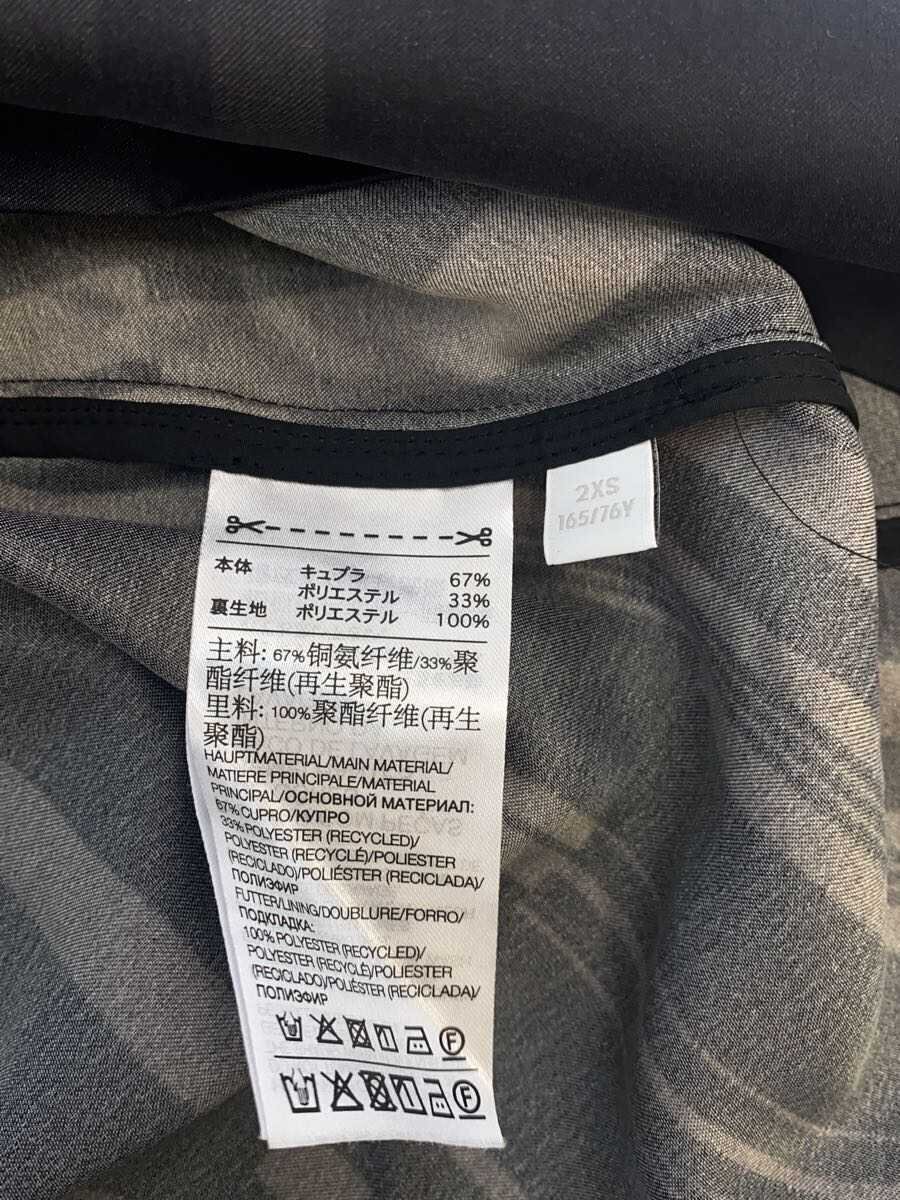 2XS
165/76Y
本体 キュプラ 67%
ポリエステル 33%
裏生地 ポリエステル 100%
主料: 67%铜氨纤维/33%聚
酯纤维(再生聚酯)
里料: 100%聚酯纤维(再生
聚酯)
HAUPTMATERIAL/MAIN MATERIAL/
MATIERE PRINCIPALE/MATERIAL
PRINCIPAL/ОСНОВНОЙ МАТЕРИАЛ:
67% CUPRO/КУПРО
33% POLYESTER (RECYCLED)/
POLYESTER (RECYCLÉ)/POLIESTER
(RECICLADO)/POLIÉSTER (RECICLADA)/
ПОЛИЭФИР
FUTTER/LINING/DOUBLURE/FORRO/
ПОДКЛАДКА:
100% POLYESTER (RECYCLED)/
POLYESTER (RECYCLÉ)/POLIESTER
(RECICLADO)/POLIÉSTER (RECICLADA)/
ПОЛИЭФИР
F
F